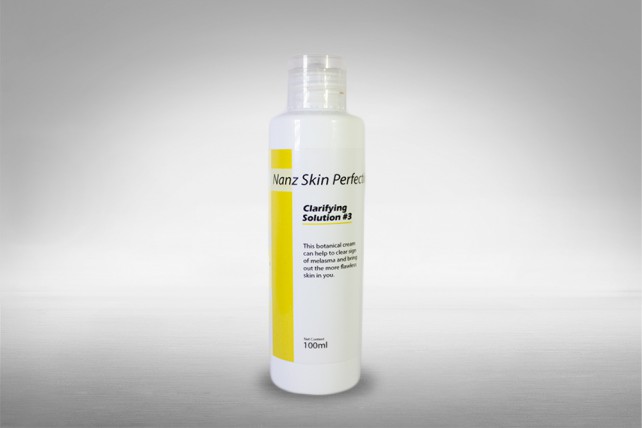 Nanz Skin Perfect
Clarifying
Solution #3
This botanical cream
can help to clear sign
of melasma and bring
out the more flawless
skin in you.
Net Content
100ml